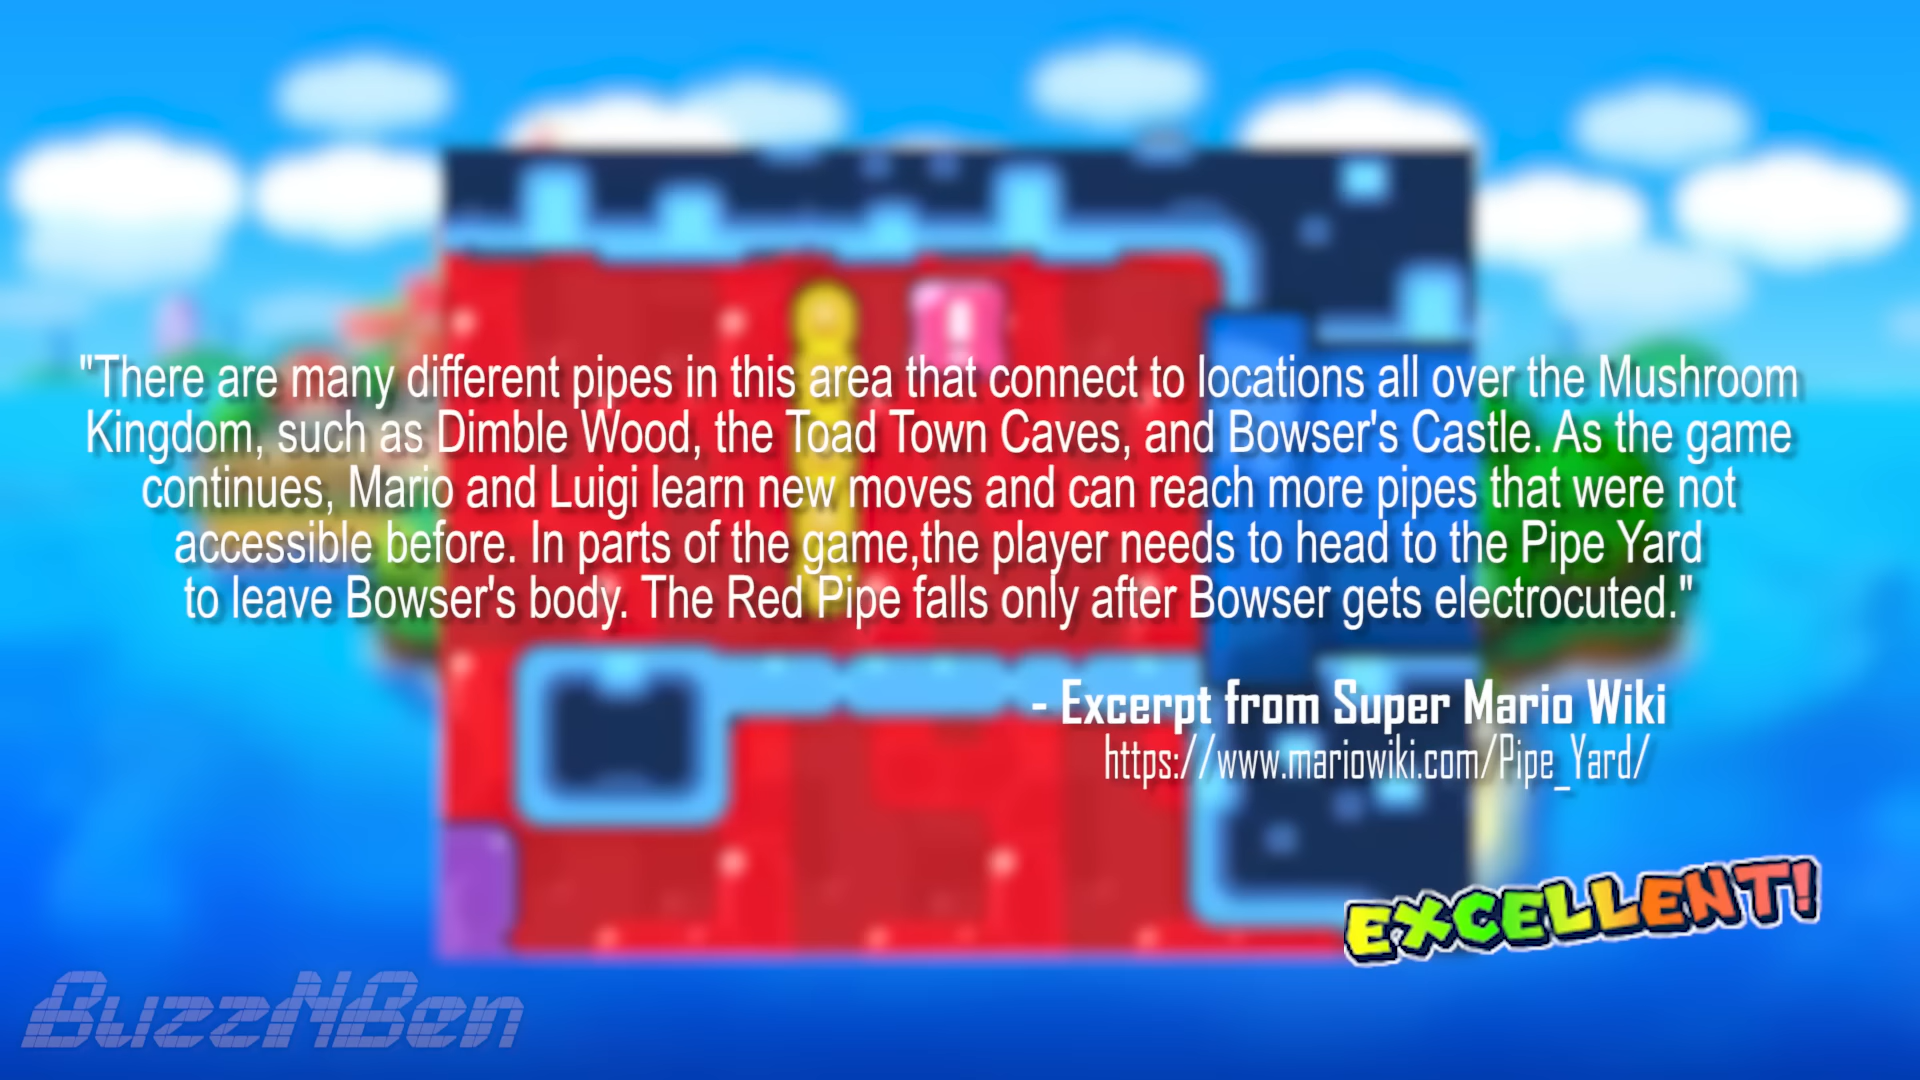 "There are many different pipes in this area that connect to locations all over the Mushroom
Kingdom, such as Dimble Wood, the Toad Town Caves, and Bowser's Castle. As the game
continues, Mario and Luigi learn new moves and can reach more pipes that were not
accessible before. In parts of the game,the player needs to head to the Pipe Yard
to leave Bowser's body. The Red Pipe falls only after Bowser gets electrocuted."
- Excerpt from Super Mario Wiki
https://www.mariowiki.com/Pipe_Yard/
EXCELLENT!
BuzzNBen